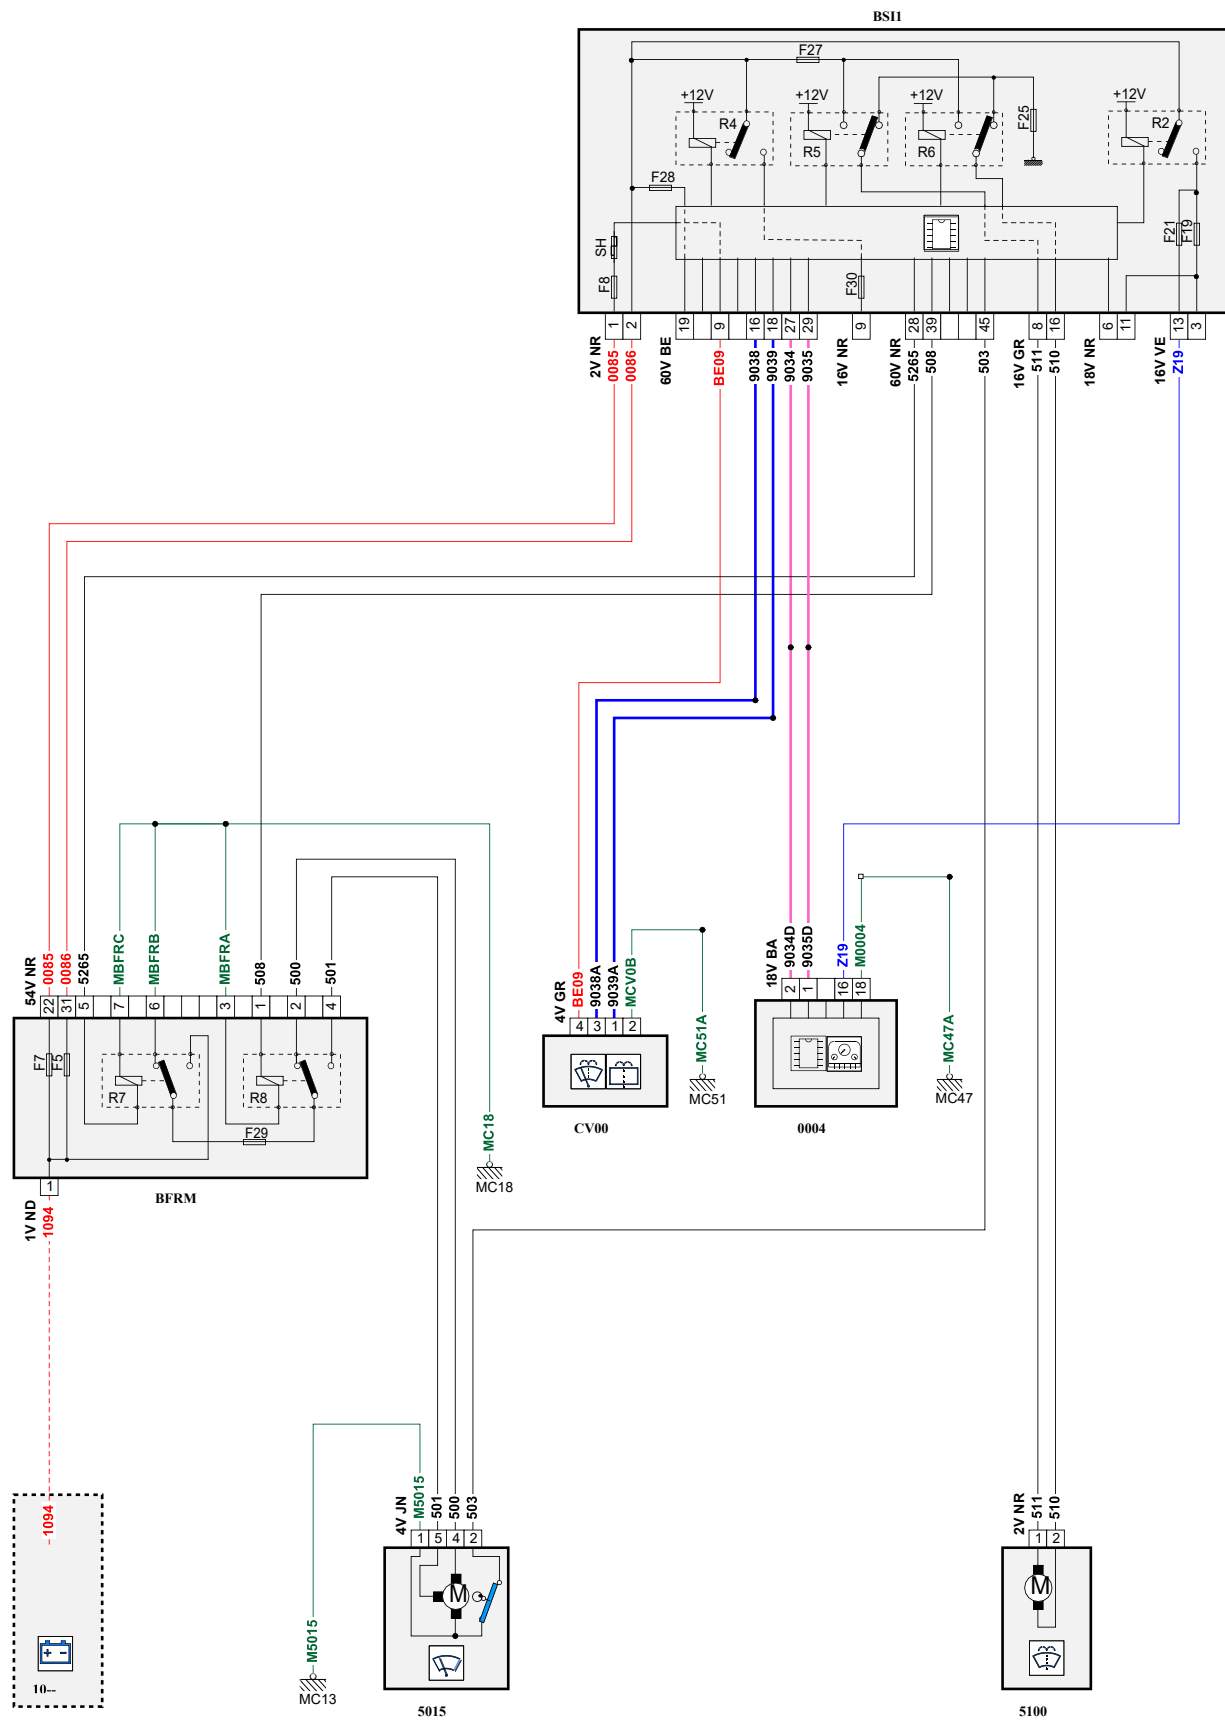 BSI1
F27
+12V
+12V
+12V
+12V
R4
R5
R6
F25
R2
F28
SH
F8
F30
F21
F19
1
2
19
9
16
18
27
29
9
28
39
45
8
16
6
11
13
3
2V NR
0085
0086
60V BE
BE09
9038
9039
9034
9035
16V NR
60V NR
5265
508
503
16V GR
511
510
18V NR
16V VE
Z19
54V NR
0085
0086
5265
MBFRC
MBFRB
MBFRA
508
500
501
22
31
5
7
6
3
1
2
4
F7
F5
R7
R8
F29
1
BFRM
1V ND
1094
MC18
MC18
4V GR
BE09
9038A
9039A
MCV0B
4
3
1
2
CV00
MC51A
MC51
18V BA
9034D
9035D
Z19
M0004
2
1
16
18
0004
MC47A
MC47
1094
+ -
10--
M5015
MC13
4V JN
M5015
501
500
503
1
5
4
2
M
5015
2V NR
511
510
1
2
M
5100